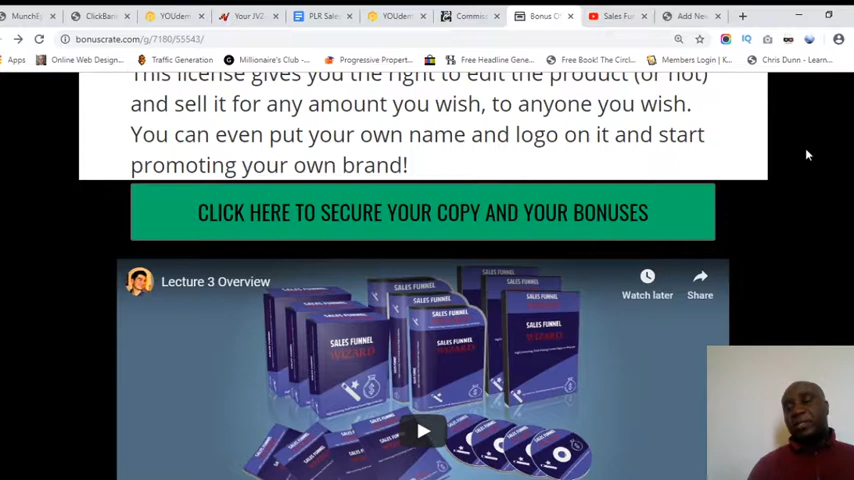 MunchEy
ClickBan
YOUdem
Your JVZ
PLR Sales
YOUdem
Commiss
Bonus O
Sales Fun
Add New
bonuscrate.com/g/7180/55543/
Apps
Online Web Design...
Traffic Generation
Millionaire's Club -...
Progressive Propert...
Free Headline Gene...
Free Book! The Circl...
Members Login - K...
Chris Dunn - Learn...
This license gives you the right to edit the product (or not)
and sell it for any amount you wish, to anyone you wish.
You can even put your own name and logo on it and start
promoting your own brand!
CLICK HERE TO SECURE YOUR COPY AND YOUR BONUSES
Lecture 3 Overview
Watch later
Share
SALES FUNNEL
SALES FUNNEL
SALES FUNNEL
WIZARD
SALES FUNNEL
WIZARD
SALES FUNNEL
WIZARD